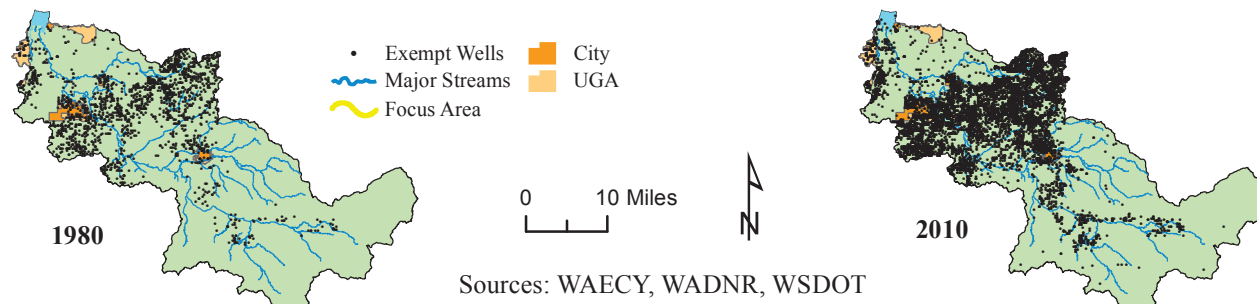 Exempt Wells
City
Major Streams
UGA
Focus Area
1980
0 10 Miles
N
2010
Sources: WAECY, WADNR, WSDOT